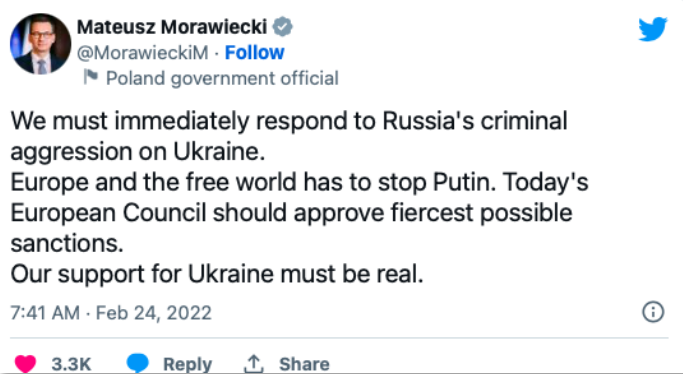 Mateusz Morawiecki
@MorawieckiM · Follow
Poland government official
We must immediately respond to Russia's criminal
aggression on Ukraine.
Europe and the free world has to stop Putin. Today's
European Council should approve fiercest possible
sanctions.
Our support for Ukraine must be real.
7:41 AM · Feb 24, 2022
3.3K Reply Share